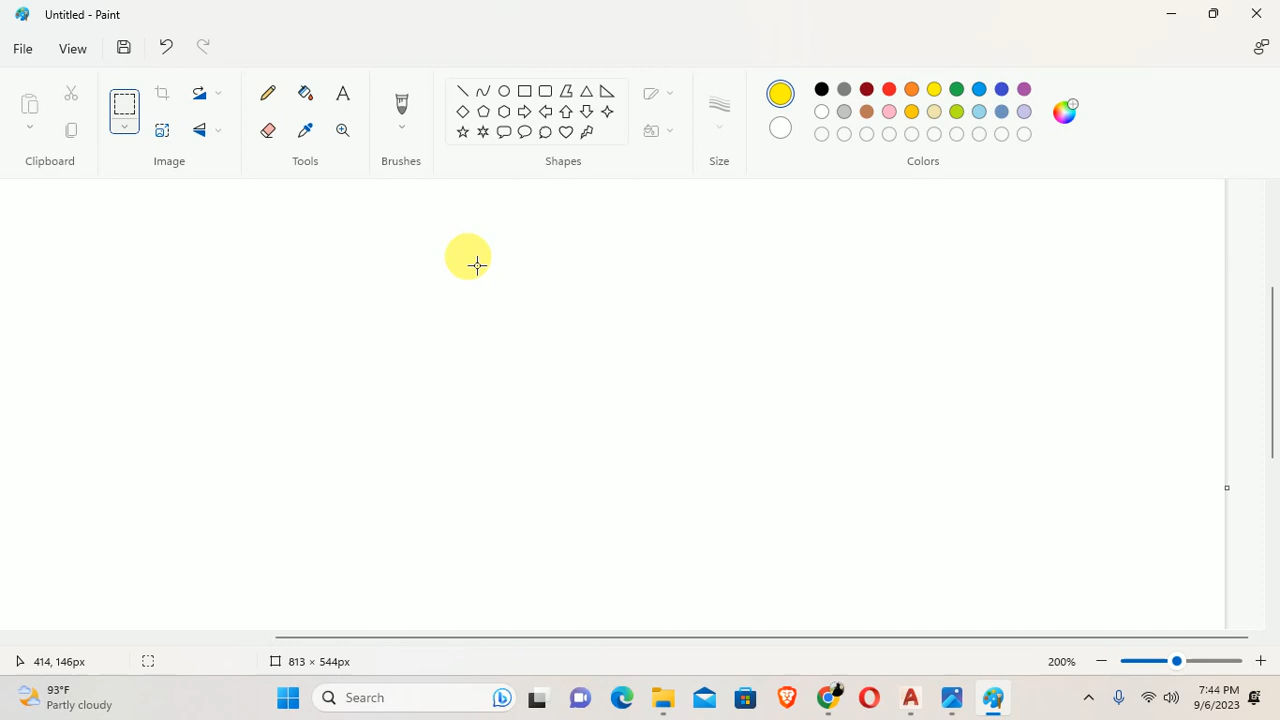 Untitled - Paint
File View
Clipboard Image Tools Brushes Shapes Size Colors
414, 146px 813 × 544px 200%
93°F
Partly cloudy
Search
7:44 PM
9/6/2023